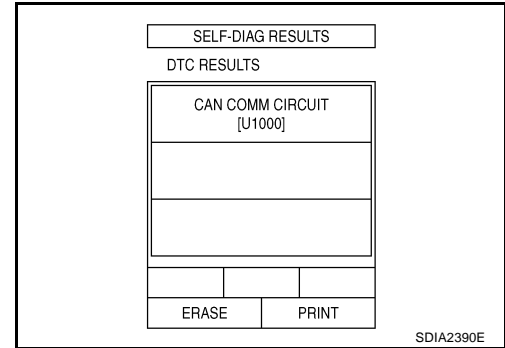 SELF-DIAG RESULTS
DTC RESULTS
CAN COMM CIRCUIT
[U1000]
ERASE PRINT
SDIA2390E